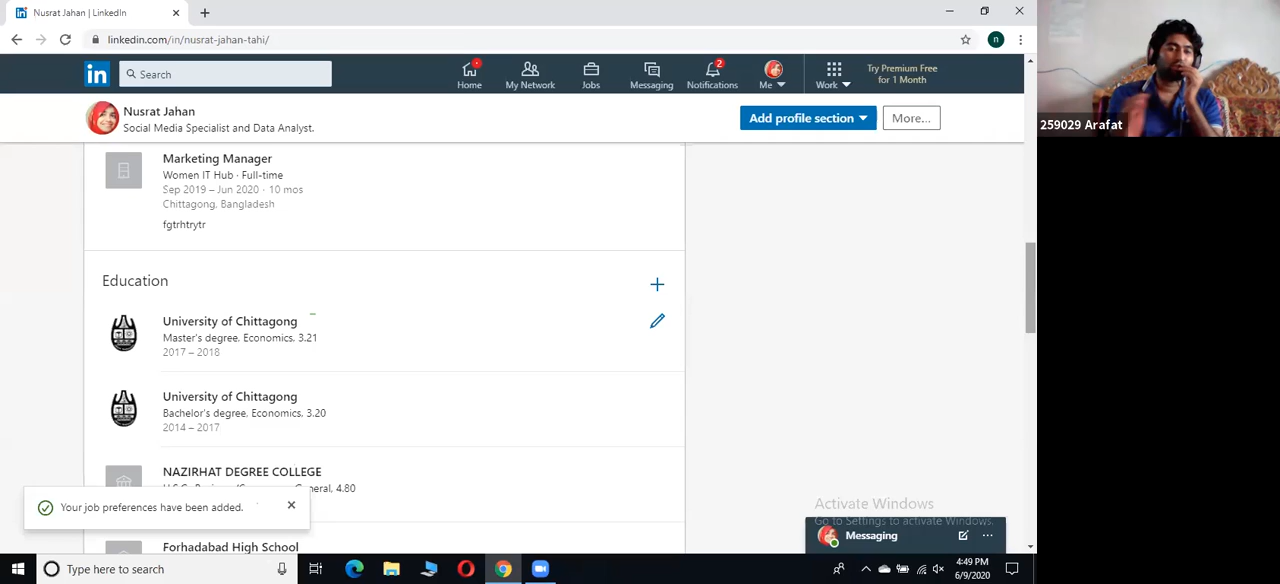 Nusrat Jahan | LinkedIn
linkedin.com/in/nusrat-jahan-tahi/
n
in
Search
Home
My Network
Jobs
Messaging
2
Notifications
Me
Work
Try Premium Free
for 1 Month
Nusrat Jahan
Social Media Specialist and Data Analyst.
Add profile section
More...
259029 Arafat
Marketing Manager
Women IT Hub · Full-time
Sep 2019 – Jun 2020 · 10 mos
Chittagong, Bangladesh
fgtrhtrytr
Education
University of Chittagong
Master's degree, Economics, 3.21
2017 – 2018
University of Chittagong
Bachelor's degree, Economics, 3.20
2014 – 2017
NAZIRHAT DEGREE COLLEGE
4.80
Your job preferences have been added.
Forhadabad High School
Activate Windows
Go to Settings to activate Windows.
Messaging
Type here to search
4:49 PM
6/9/2020